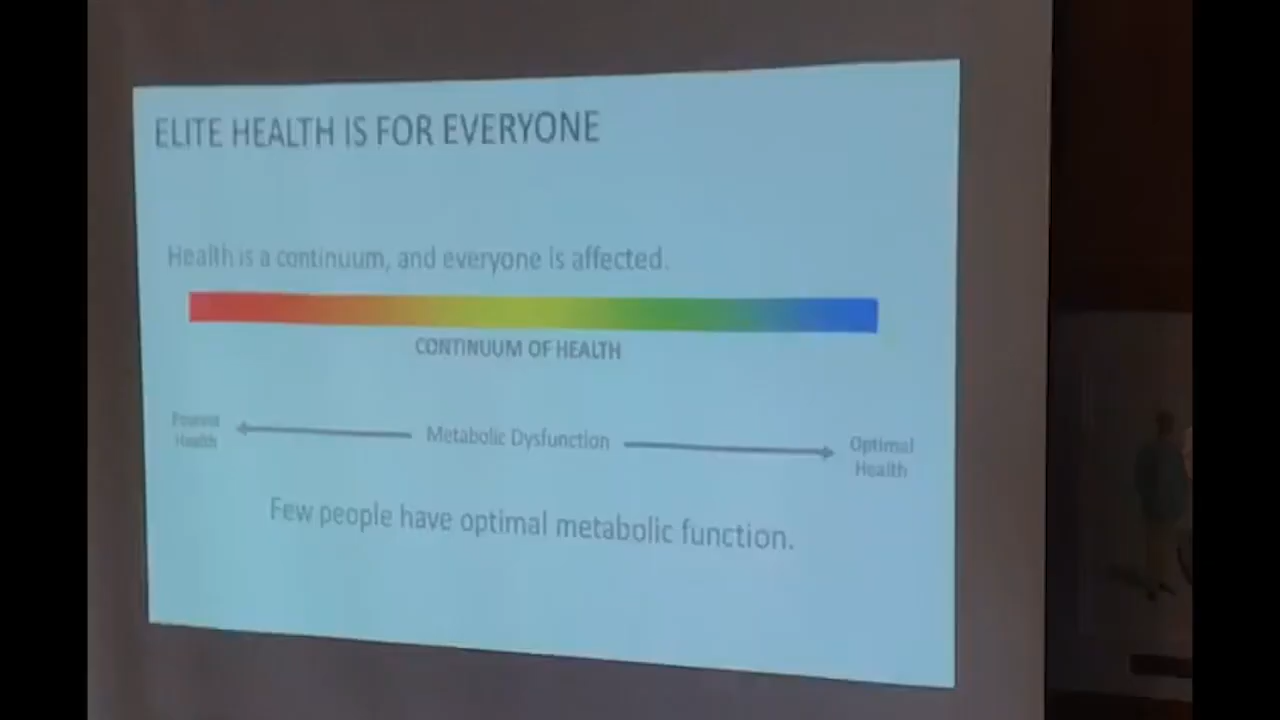 ELITE HEALTH IS FOR EVERYONE
Health is a continuum, and everyone is affected.
CONTINUUM OF HEALTH
Health
Metabolic Dysfunction
Optimal
Health
Few people have optimal metabolic function.